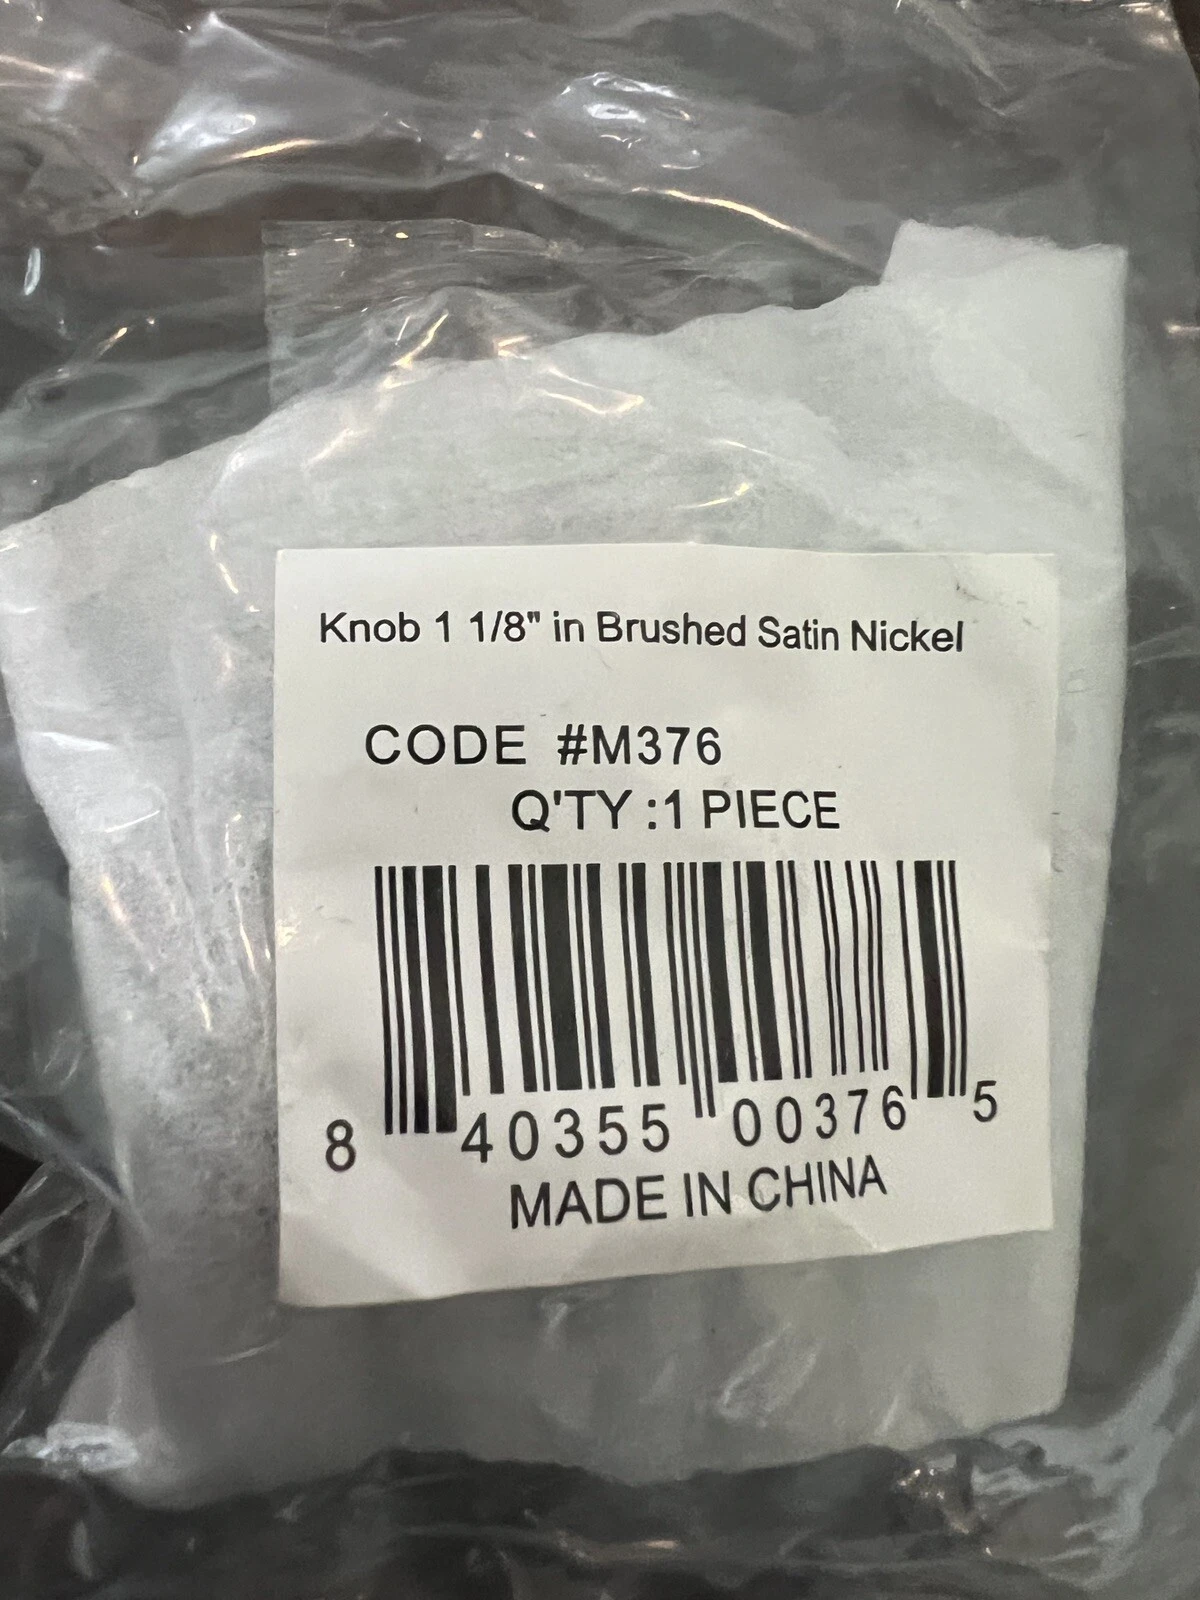 Knob 1 1/8" in Brushed Satin Nickel
CODE #M376
Q'TY :1 PIECE
8 40355 00376 5
MADE IN CHINA